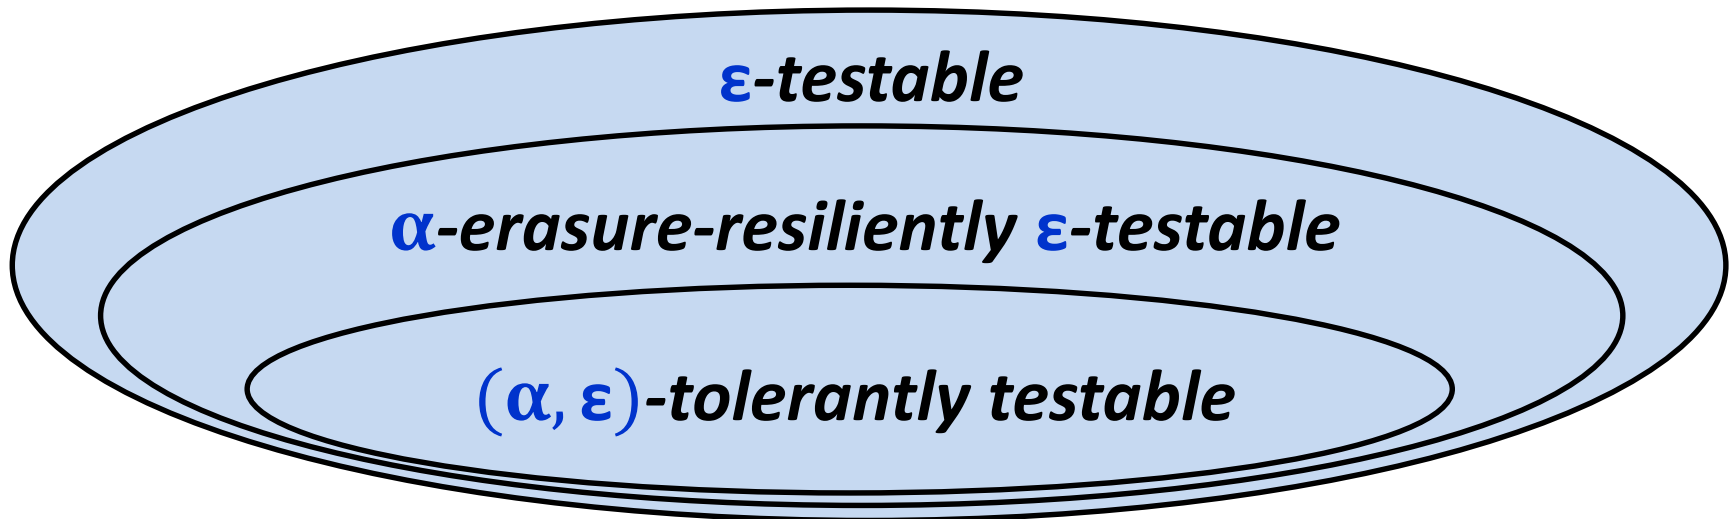 ε-testable
α-erasure-resiliently ε-testable
(α, ε)-tolerantly testable